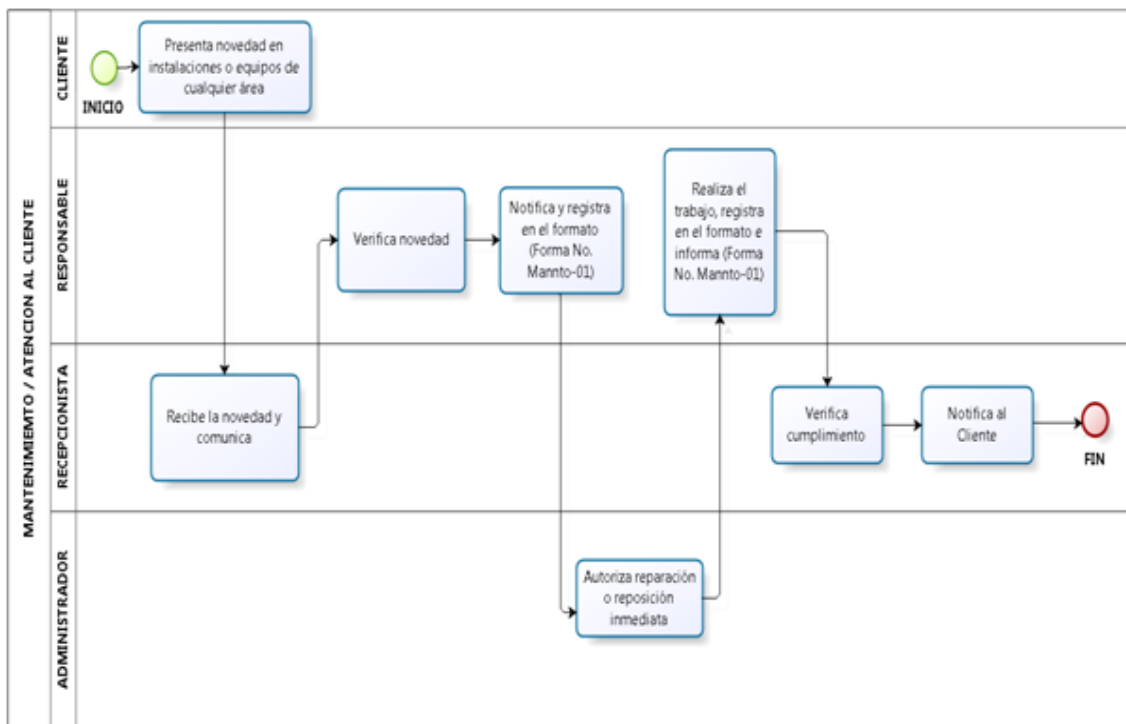 MANTENIMIEMTO / ATENCION AL CLIENTE
CLIENTE
INICIO
Presenta novedad en
instalaciones o equipos de
cualquier área
RESPONSABLE
Verifica novedad
Notifica y registra
en el formato
(Forma No.
Mannto-01)
Realiza el
trabajo, registra
en el formato e
informa (Forma
No. Mannto-01)
RECEPCIONISTA
Recibe la novedad y
comunica
Verifica
cumplimiento
Notifica al
Cliente
FIN
ADMINISTRADOR
Autoriza reparación
o reposición
inmediata